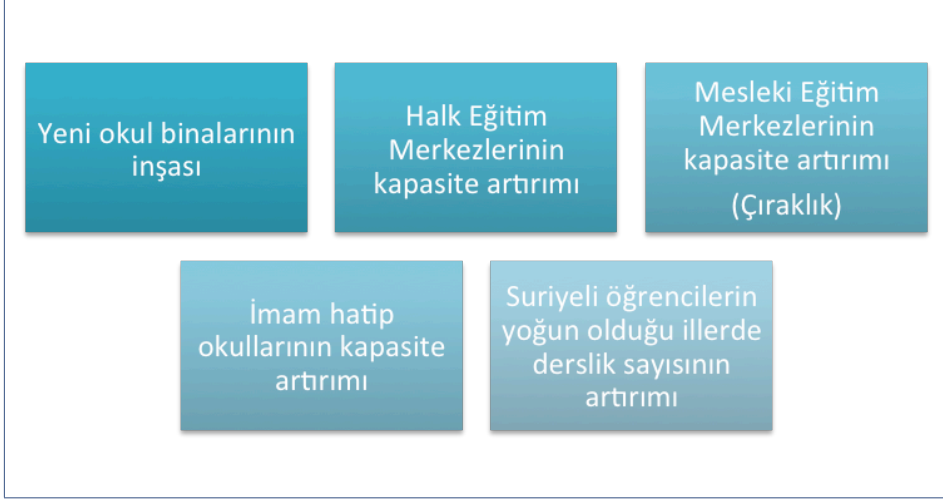 Yeni okul binalarının
inşası
Halk Eğitim
Merkezlerinin
kapasite artırımı
Mesleki Eğitim
Merkezlerinin
kapasite artırımı
(Çıraklık)
İmam hatip
okullarının kapasite
artırımı
Suriyeli öğrencilerin
yoğun olduğu illerde
derslik sayısının
artırımı